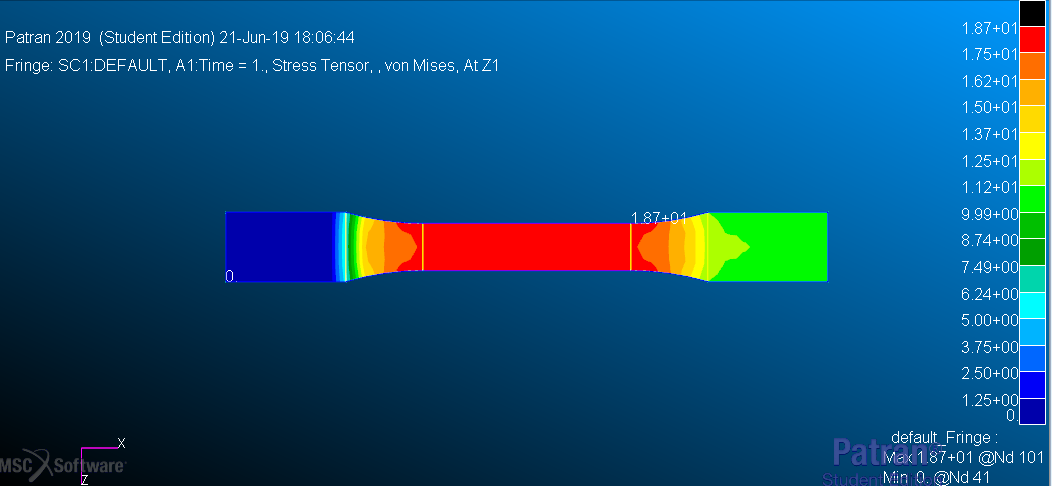 Patran 2019 (Student Edition) 21-Jun-19 18:06:44
Fringe: SC1:DEFAULT, A1:Time = 1., Stress Tensor, , von Mises, At Z1
1.87+01
1.75+01
1.62+01
1.50+01
1.37+01
1.25+01
1.12+01
9.99+00
8.74+00
7.49+00
6.24+00
5.00+00
3.75+00
2.50+00
1.25+00
0.
1.87+01
0.
X
Z
MSC Software
Patran
Student Edition
default_Fringe :
Max 1.87+01 @Nd 101
Min 0. @Nd 41